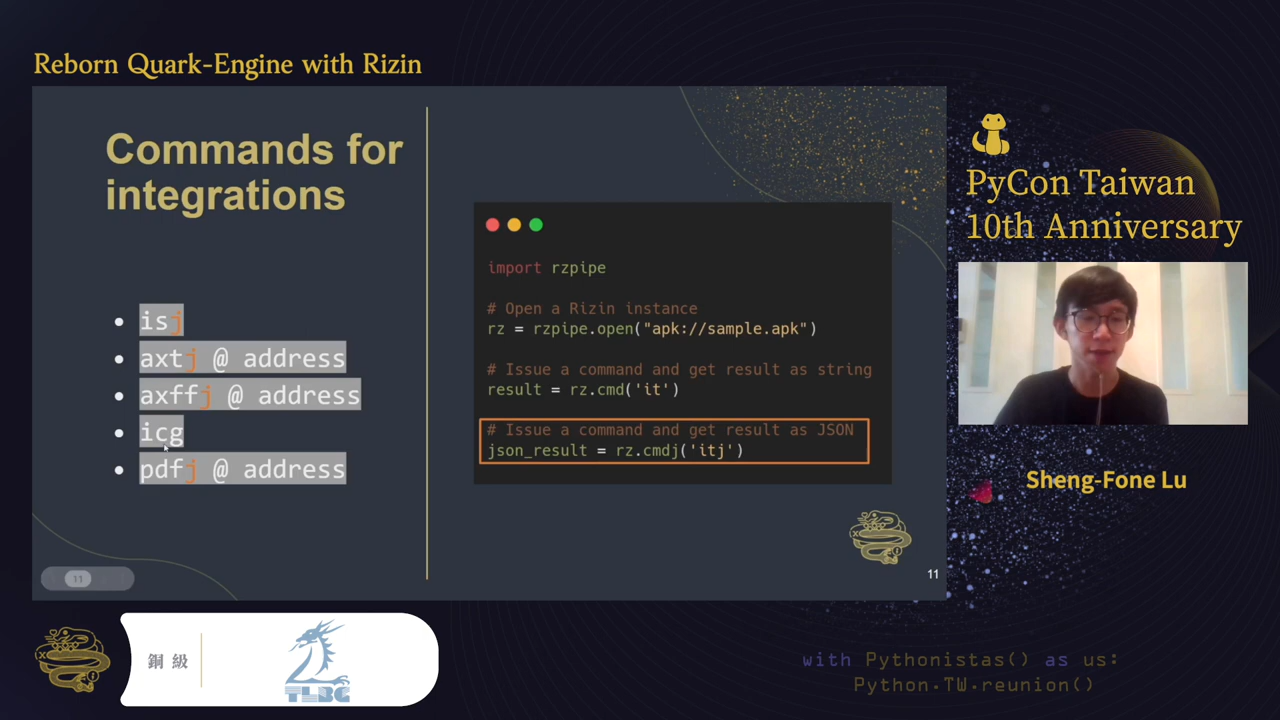 Reborn Quark-Engine with Rizin
Commands for
integrations
isj
axtj @ address
axffj @ address
icg
pdfj @ address
import rzpipe
# Open a Rizin instance
rz = rzpipe.open("apk://sample.apk")
# Issue a command and get result as string
result = rz.cmd('it')
# Issue a command and get result as JSON
json_result = rz.cmdj('itj')
11
11
PyCon Taiwan
10th Anniversary
Sheng-Fone Lu
銅級
TLBC
with Pythonistas() as us:
Python.TW.reunion()